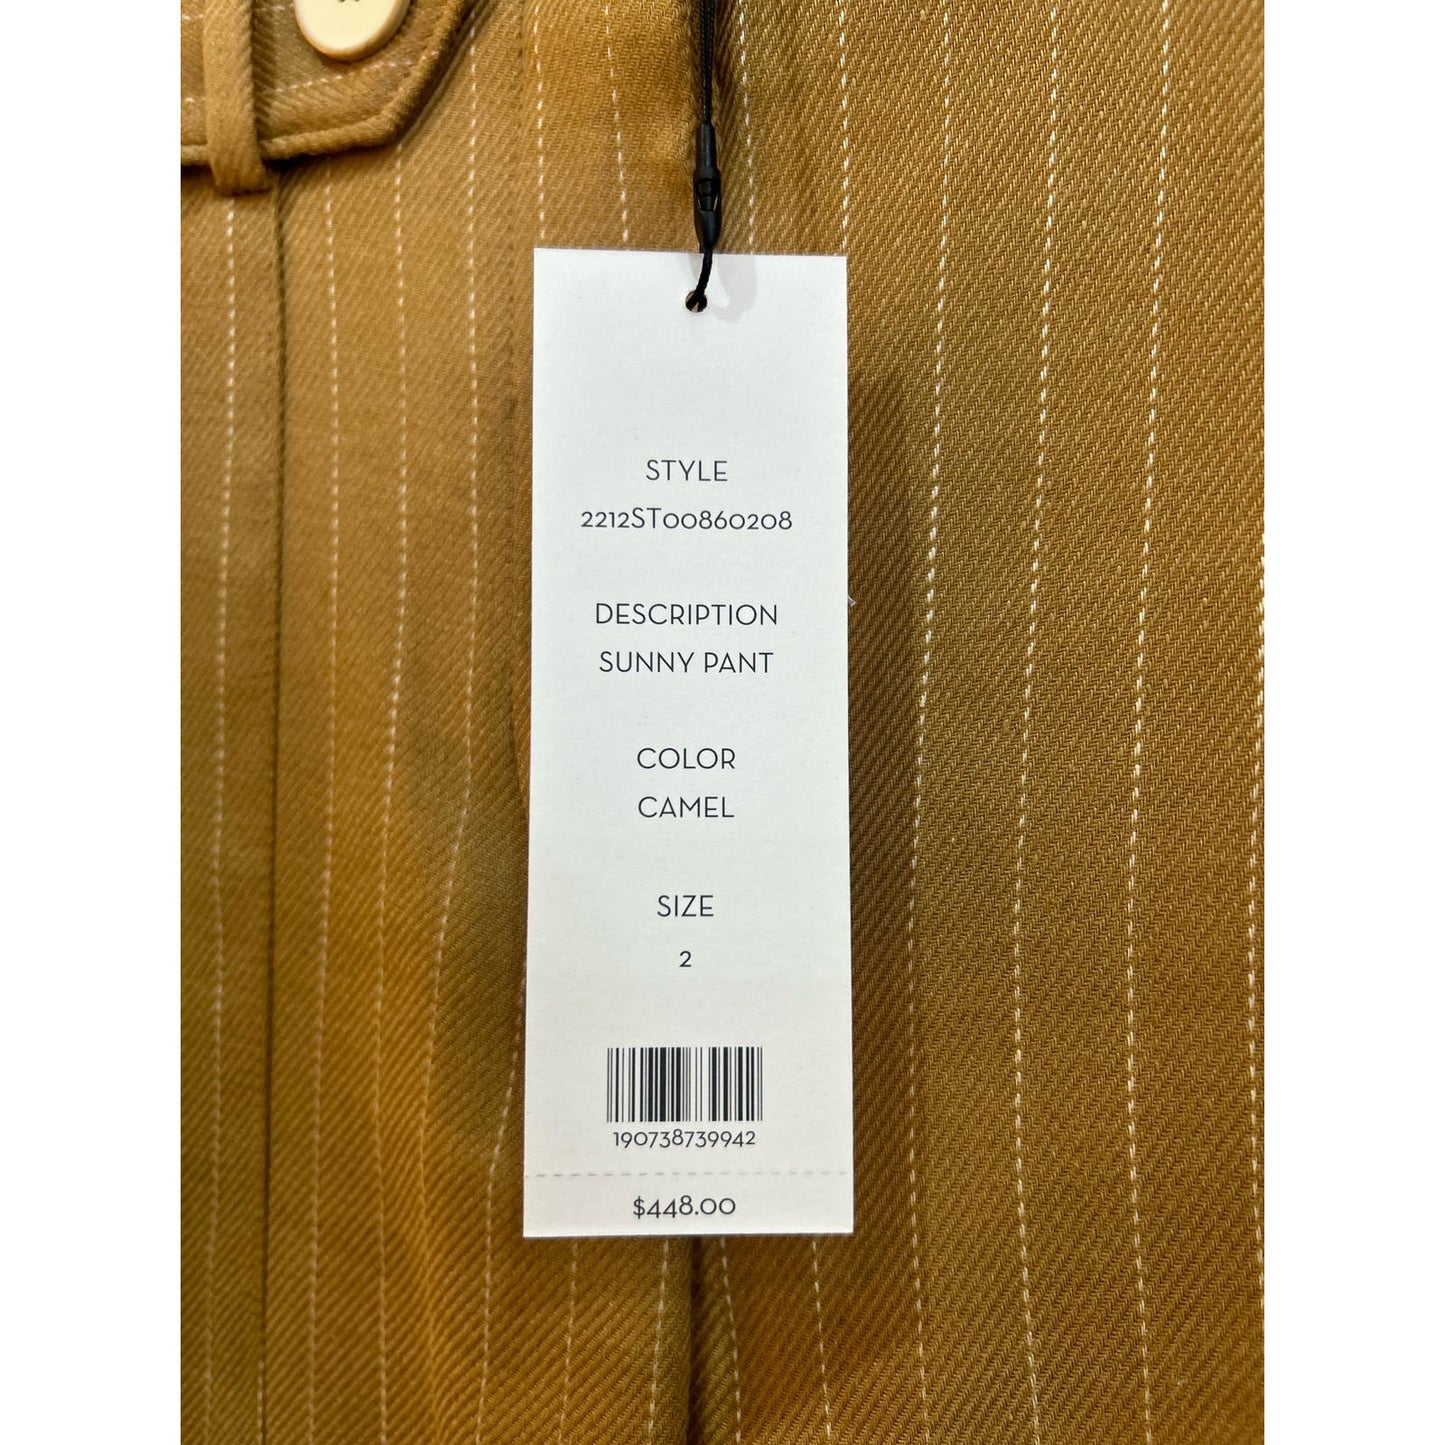 STYLE
2212ST00860208
DESCRIPTION
SUNNY PANT
COLOR
CAMEL
SIZE
2
190738739942
$448.00